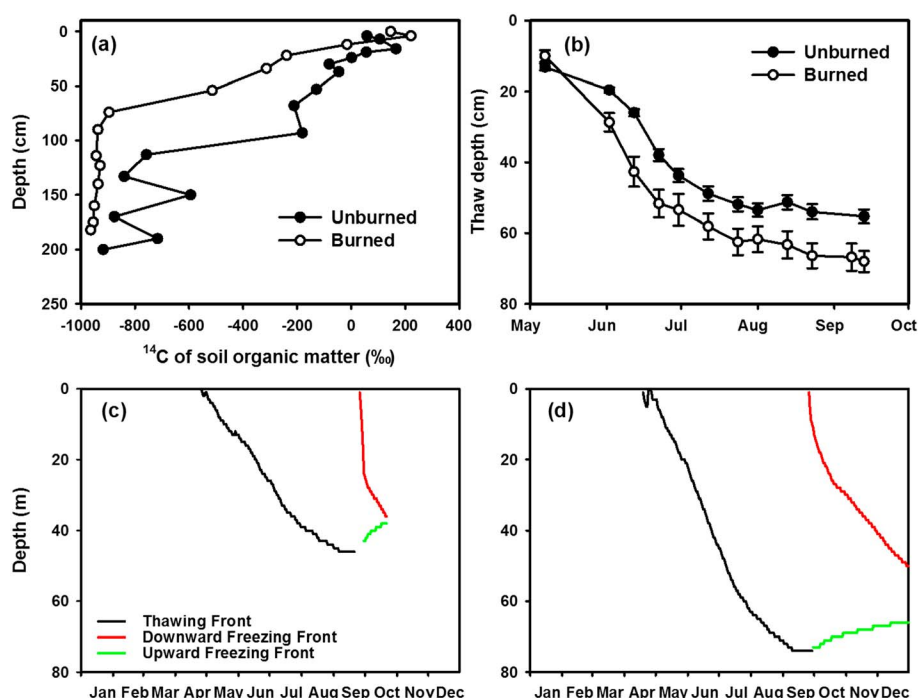 (a)
0
50
100
150
200
250
Depth (cm)
Unburned
Burned
-1000 -800 -600 -400 -200 0 200 400
¹⁴C of soil organic matter (‰)
(b)
0
20
40
60
80
Thaw depth (cm)
Unburned
Burned
May Jun Jul Aug Sep Oct
(c)
0
20
40
60
80
Depth (m)
Thawing Front
Downward Freezing Front
Upward Freezing Front
Jan Feb Mar Apr May Jun Jul Aug Sep Oct Nov Dec
(d)
0
20
40
60
80
Jan Feb Mar Apr May Jun Jul Aug Sep Oct Nov Dec